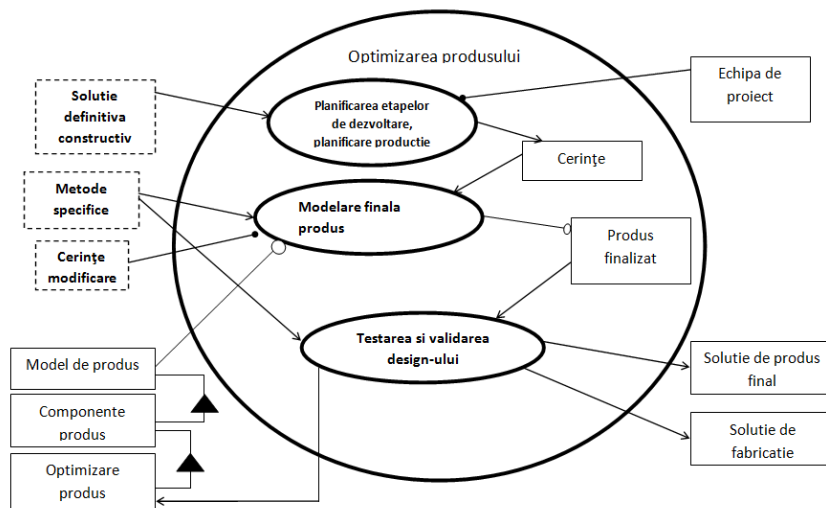 Optimizarea produsului
Echipa de
proiect
Solutie
definitiva
constructiv
Planificarea etapelor
de dezvoltare,
planificare productie
Cerințe
Metode
specifice
Modelare finala
produs
Produs
finalizat
Cerințe
modificare
Testarea si validarea
design-ului
Model de produs
Solutie de produs
final
Componente
produs
Solutie de
fabricatie
Optimizare
produs